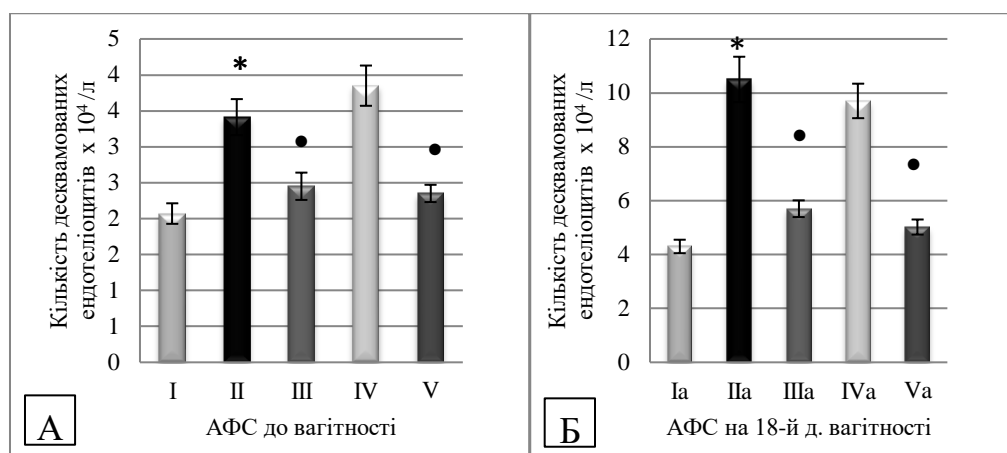 Кількість десквамованих
ендотеліоцитів х 10⁴/л
5
4
4
3
3
2
2
1
1
0
*
●
●
I
II
III
IV
V
А
АФС до вагітності
Кількість десквамованих
ендотеліоцитів х 10⁴/л
12
10
8
6
4
2
0
*
●
●
Ia
IIa
IIIa
IVa
Va
Б
АФС на 18-й д. вагітності